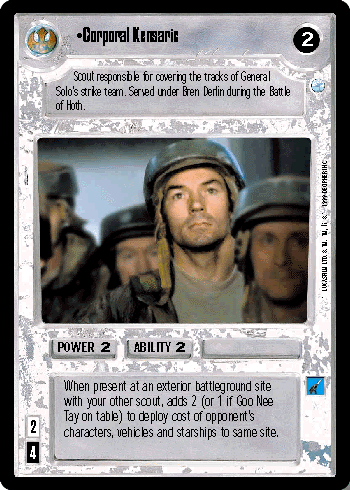 •Corporal Kensaric
2
Scout responsible for covering the tracks of General
Solo's strike team. Served under Bren Derlin during the Battle
of Hoth.
POWER 2
ABILITY 2
When present at an exterior battleground site
with your other scout, adds 2 (or 1 if Goo Nee
Tay on table) to deploy cost of opponent's
characters, vehicles and starships to same site.
2
4